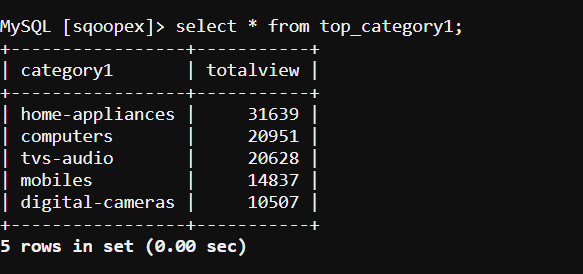 MySQL [sqoopex]> select * from top_category1;
+-----------------+-----------+
| category1       | totalview |
+-----------------+-----------+
| home-appliances |     31639 |
| computers       |     20951 |
| tvs-audio       |     20628 |
| mobiles         |     14837 |
| digital-cameras |     10507 |
+-----------------+-----------+
5 rows in set (0.00 sec)